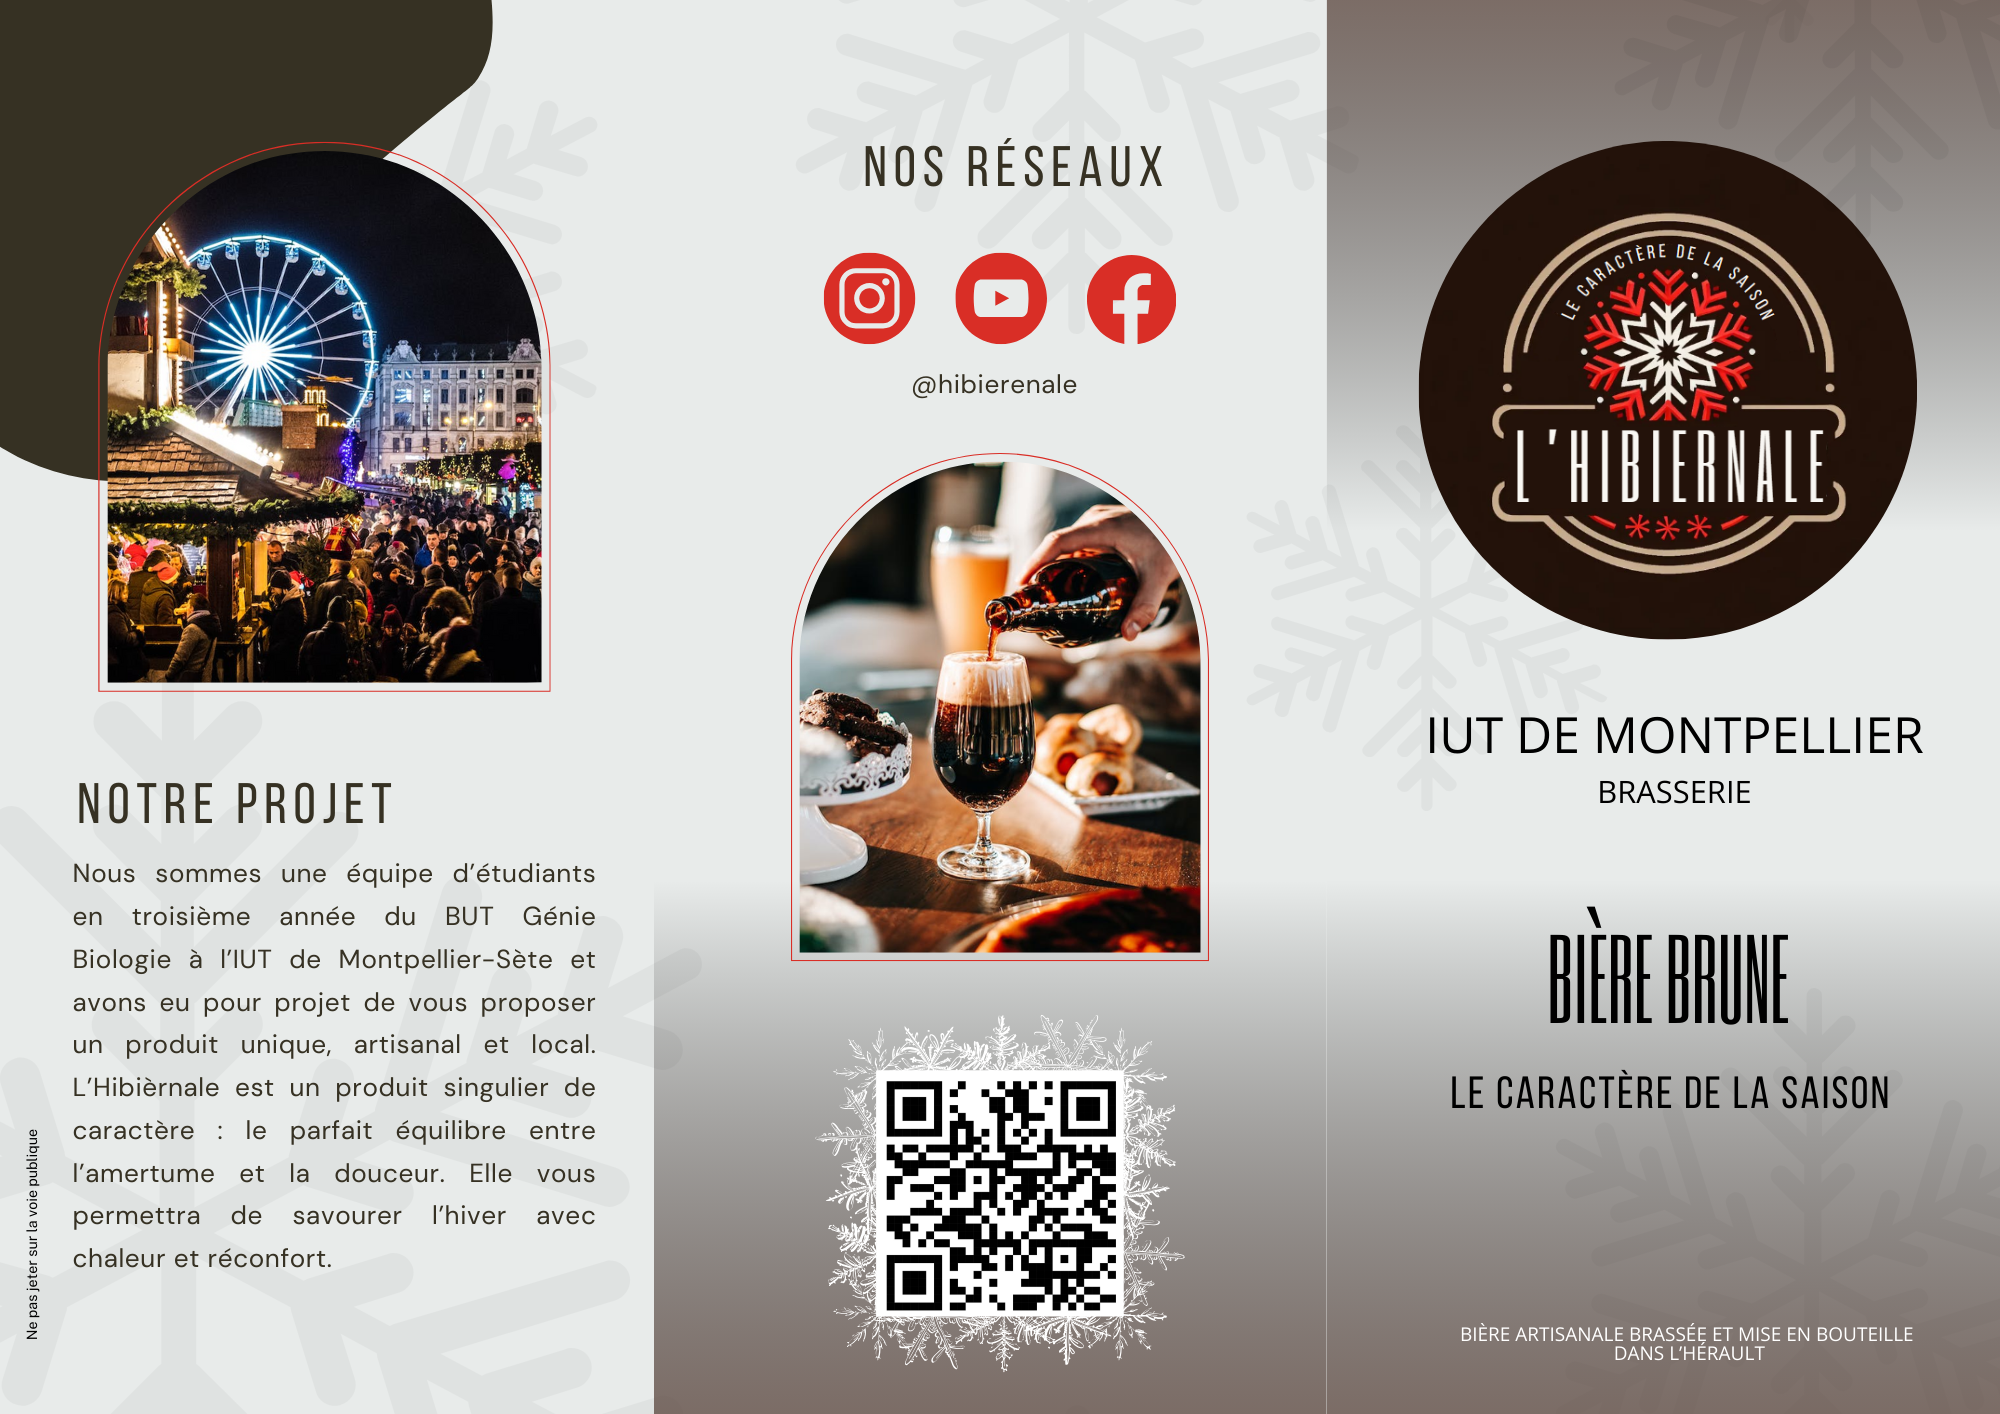 NOTRE PROJET
Nous sommes une équipe d’étudiants
en troisième année du BUT Génie
Biologie à l’IUT de Montpellier-Sète et
avons eu pour projet de vous proposer
un produit unique, artisanal et local.
L’Hibièrnale est un produit singulier de
caractère : le parfait équilibre entre
l’amertume et la douceur. Elle vous
permettra de savourer l’hiver avec
chaleur et réconfort.
Ne pas jeter sur la voie publique
NOS RÉSEAUX
@hibierenale
LE CARACTÈRE DE LA SAISON
L'HIBIERNALE
IUT DE MONTPELLIER
BRASSERIE
BIÈRE BRUNE
LE CARACTÈRE DE LA SAISON
BIÈRE ARTISANALE BRASSÉE ET MISE EN BOUTEILLE
DANS L’HÉRAULT